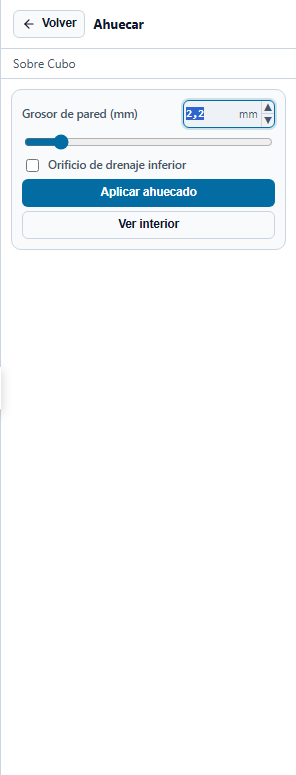 Volver Ahuecar
Sobre Cubo
Grosor de pared (mm) 2,2 mm
Orificio de drenaje inferior
Aplicar ahuecado
Ver interior